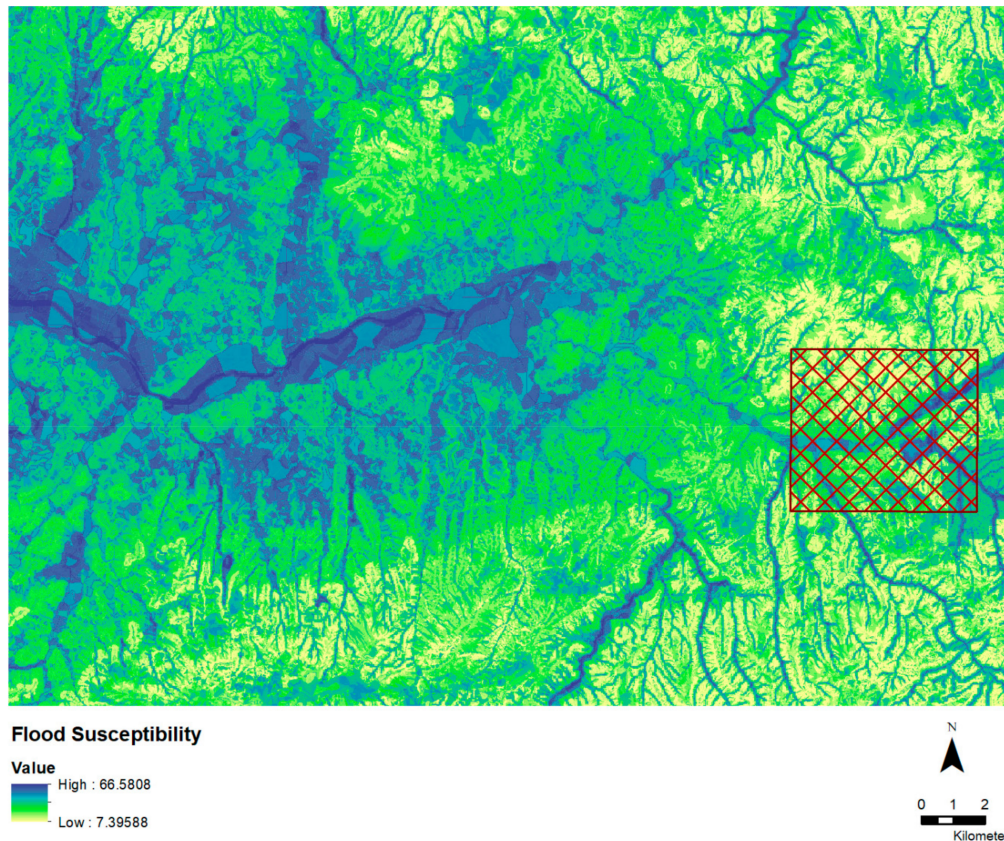 Flood Susceptibility
Value
High : 66.5808
Low : 7.39588
N
0 1 2
Kilomete